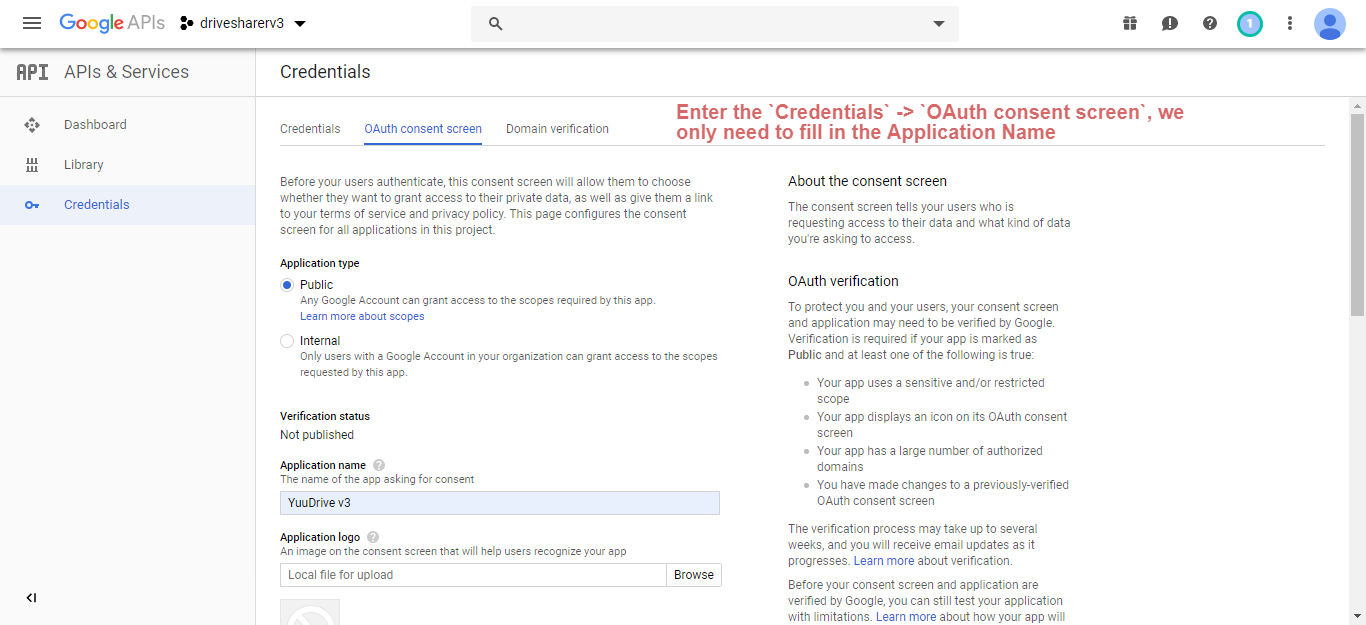 Google APIs
drivesharerv3
1
API APIs & Services
Dashboard
Library
Credentials
Credentials
Enter the `Credentials` -> `OAuth consent screen`, we
only need to fill in the Application Name
Credentials
OAuth consent screen
Domain verification
Before your users authenticate, this consent screen will allow them to choose
whether they want to grant access to their private data, as well as give them a link
to your terms of service and privacy policy. This page configures the consent
screen for all applications in this project.
Application type
Public
Any Google Account can grant access to the scopes required by this app.
Learn more about scopes
Internal
Only users with a Google Account in your organization can grant access to the scopes
requested by this app.
Verification status
Not published
Application name ?
The name of the app asking for consent
YuuDrive v3
Application logo ?
An image on the consent screen that will help users recognize your app
Local file for upload
Browse
About the consent screen
The consent screen tells your users who is
requesting access to their data and what kind of data
you're asking to access.
OAuth verification
To protect you and your users, your consent screen
and application may need to be verified by Google.
Verification is required if your app is marked as
Public and at least one of the following is true:
Your app uses a sensitive and/or restricted
scope
Your app displays an icon on its OAuth consent
screen
Your app has a large number of authorized
domains
You have made changes to a previously-verified
OAuth consent screen
The verification process may take up to several
weeks, and you will receive email updates as it
progresses. Learn more about verification.
Before your consent screen and application are
verified by Google, you can still test your application
with limitations. Learn more about how your app will